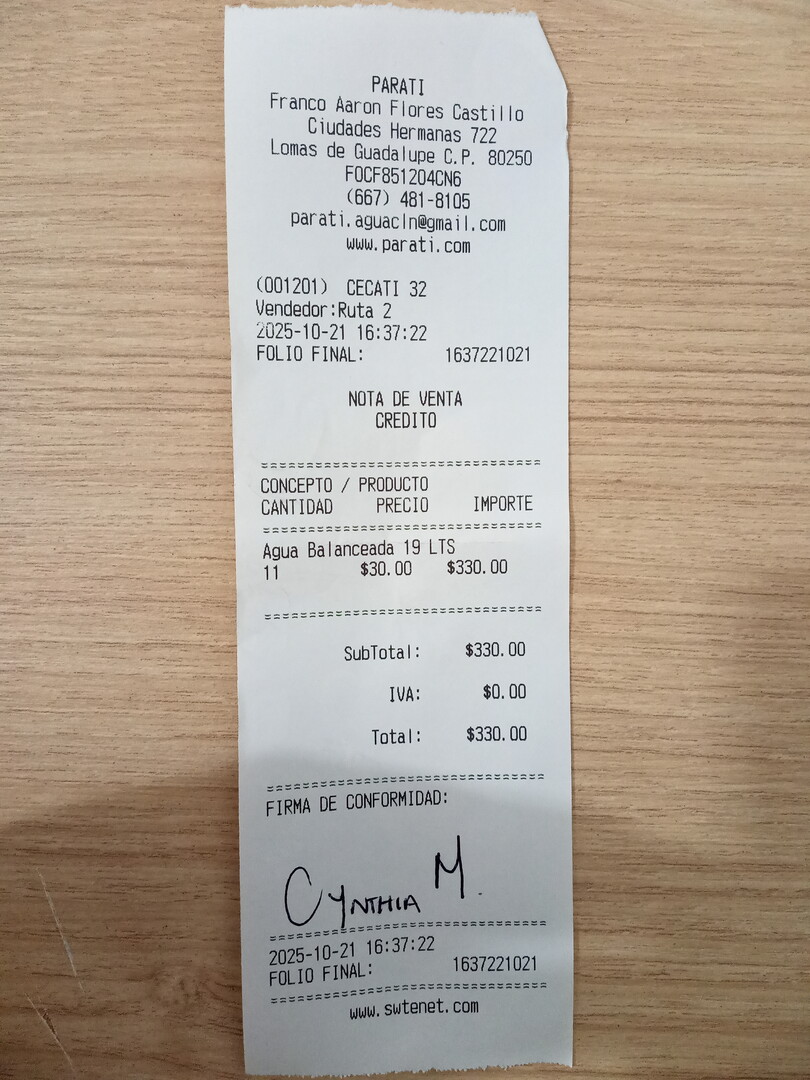 PARATI
Franco Aaron Flores Castillo
Ciudades Hermanas 722
Lomas de Guadalupe C.P. 80250
FOCF851204CN6
(667) 481-8105
parati.aguacln@gmail.com
www.parati.com
(001201) CECATI 32
Vendedor:Ruta 2
2025-10-21 16:37:22
FOLIO FINAL: 1637221021
NOTA DE VENTA
CREDITO
CONCEPTO / PRODUCTO
CANTIDAD PRECIO IMPORTE
Agua Balanceada 19 LTS
11 $30.00 $330.00
SubTotal: $330.00
IVA: $0.00
Total: $330.00
FIRMA DE CONFORMIDAD:
CYNTHIA M.
2025-10-21 16:37:22
FOLIO FINAL: 1637221021
www.swtenet.com